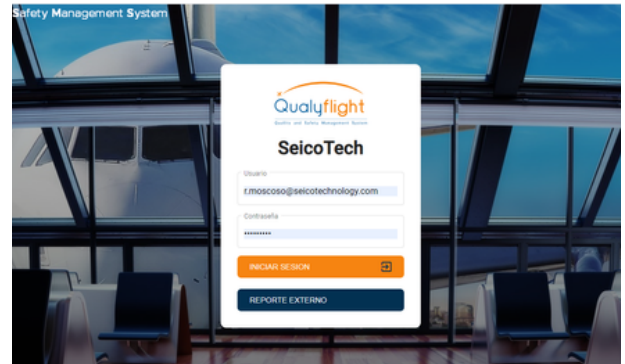 Safety Management System
Qualyflight
Quality and Safety Management System
SeicoTech
Usuario
r.moscoso@seicotechnology.com
Contraseña
•••••••••
INICIAR SESION
REPORTE EXTERNO